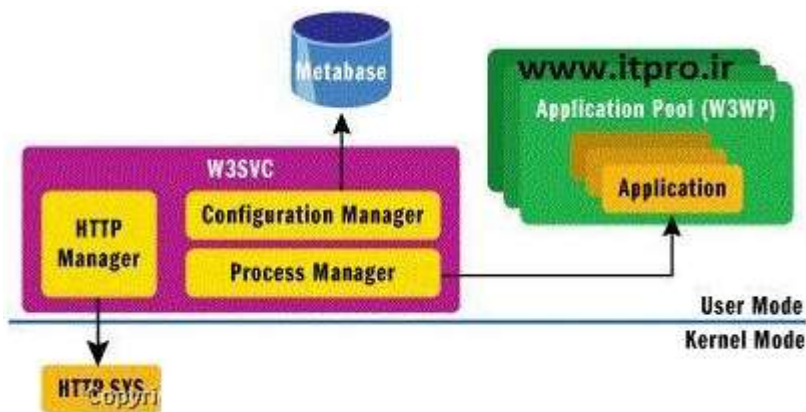 Metabase
www.itpro.ir
Application Pool (W3WP)
Application
W3SVC
HTTP
Manager
Configuration Manager
Process Manager
User Mode
Kernel Mode
HTTP SYS
Copyri